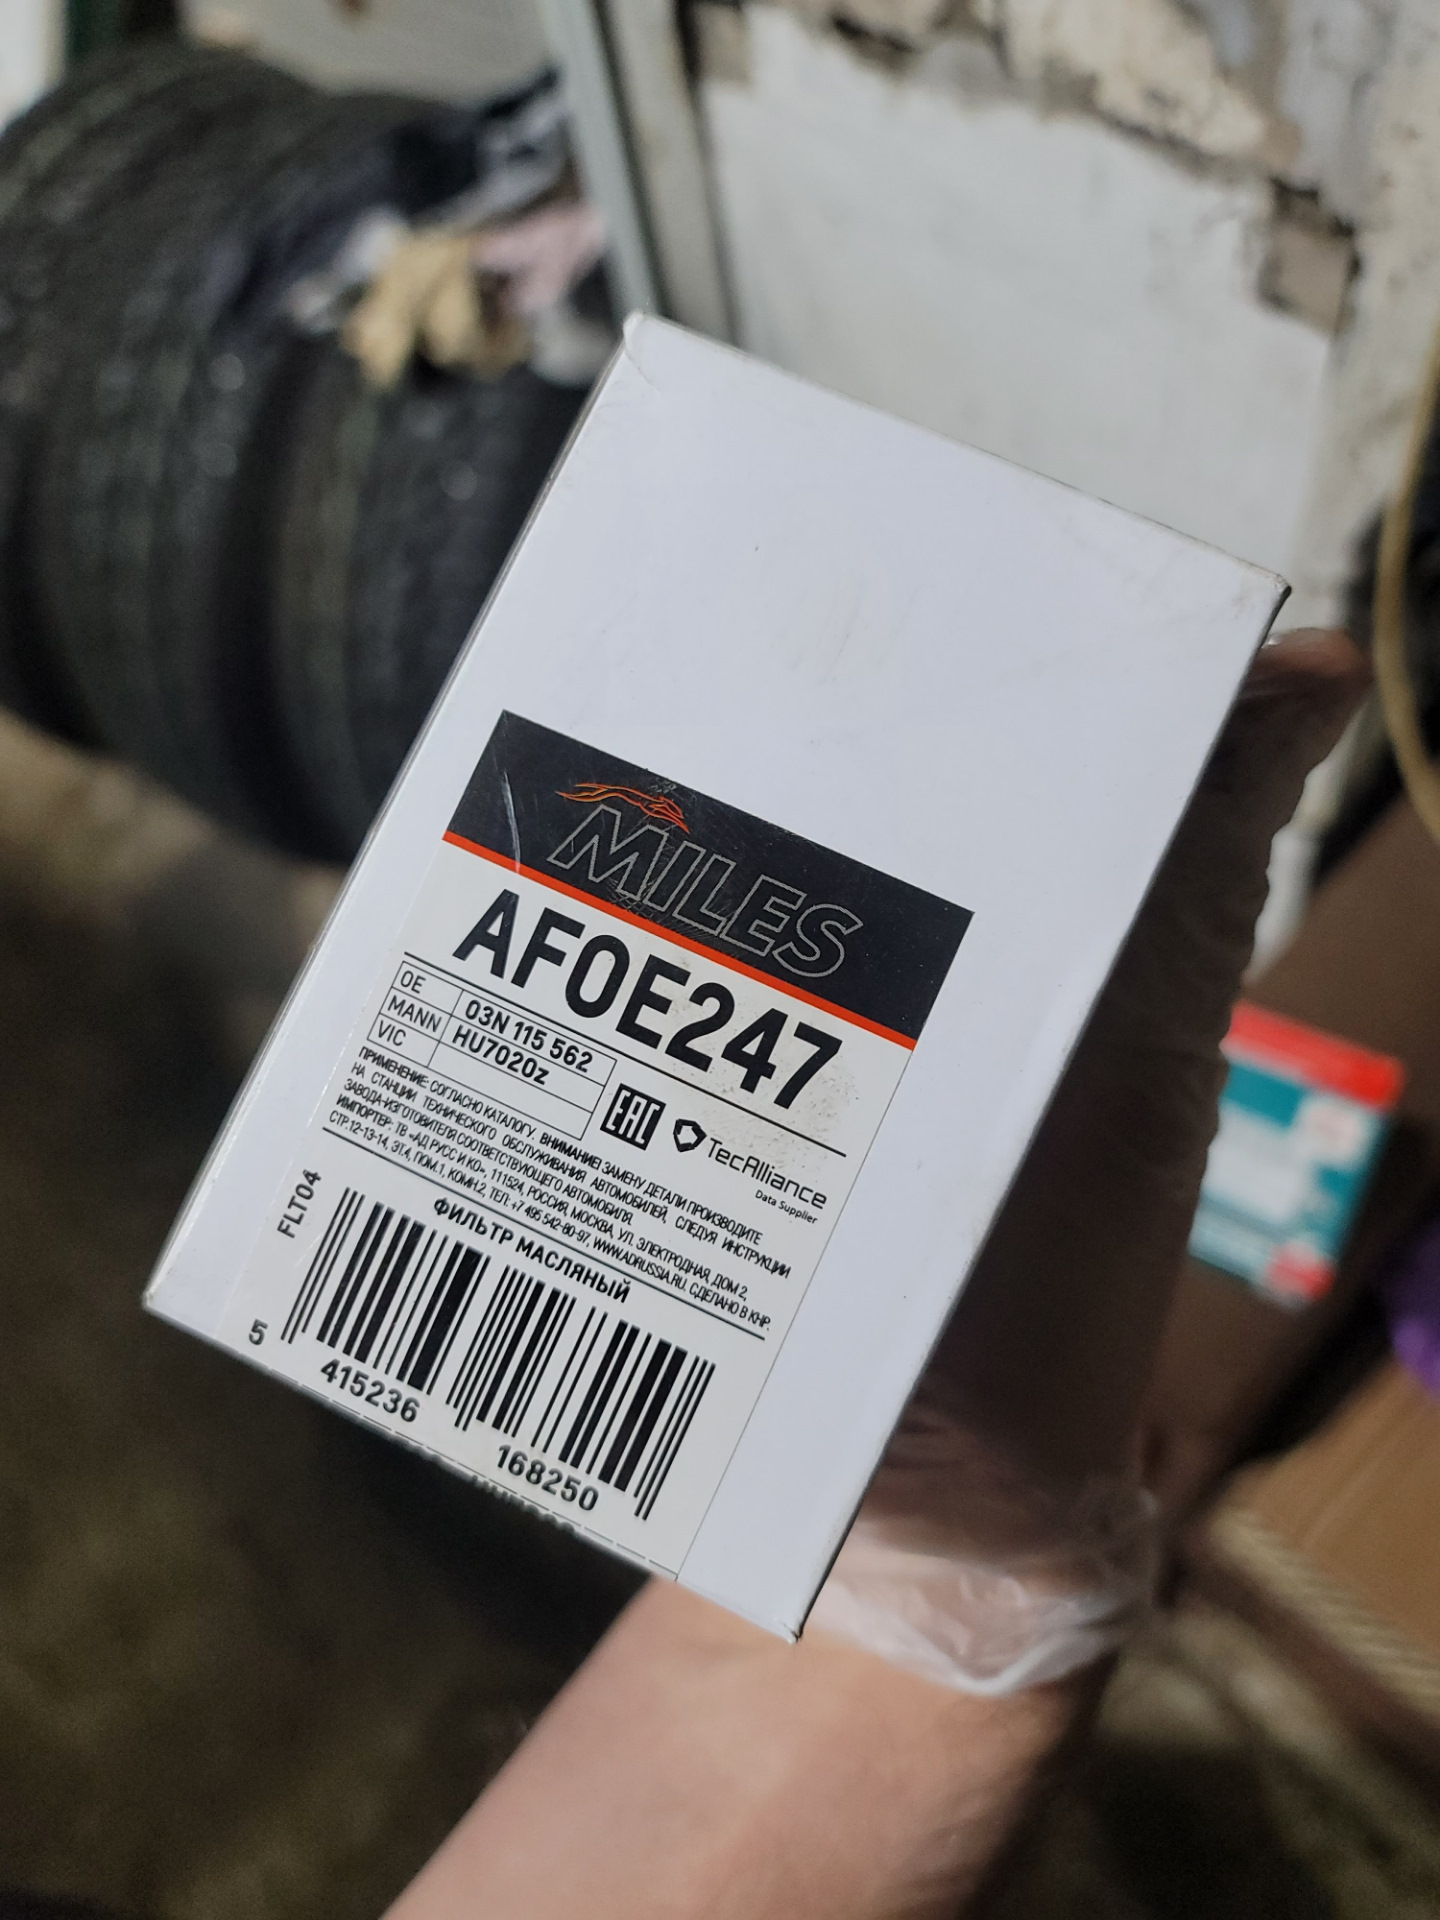 MILES
AFOE247
OE 03N 115 562
MANN HU7020z
VIC
EAC TecAlliance
Data Supplier
ПРИМЕНЕНИЕ: СОГЛАСНО КАТАЛОГУ. ВНИМАНИЕ! ЗАМЕНУ ДЕТАЛИ ПРОИЗВОДИТЕ
НА СТАНЦИИ ТЕХНИЧЕСКОГО ОБСЛУЖИВАНИЯ АВТОМОБИЛЕЙ, СЛЕДУЯ ИНСТРУКЦИИ
ЗАВОДА-ИЗГОТОВИТЕЛЯ СООТВЕТСТВУЮЩЕГО АВТОМОБИЛЯ.
ИМПОРТЕР: ТВ «АД РУСС И КО», 111524, РОССИЯ, МОСКВА, УЛ. ЭЛЕКТРОДНАЯ, ДОМ 2,
СТР.12-13-14, ЭТ.4, ПОМ.1, КОМН.2, ТЕЛ: +7 495 542-80-97, WWW.ADRUSSIA.RU. СДЕЛАНО В КНР.
ФИЛЬТР МАСЛЯНЫЙ
FLT04
5 415236 168250